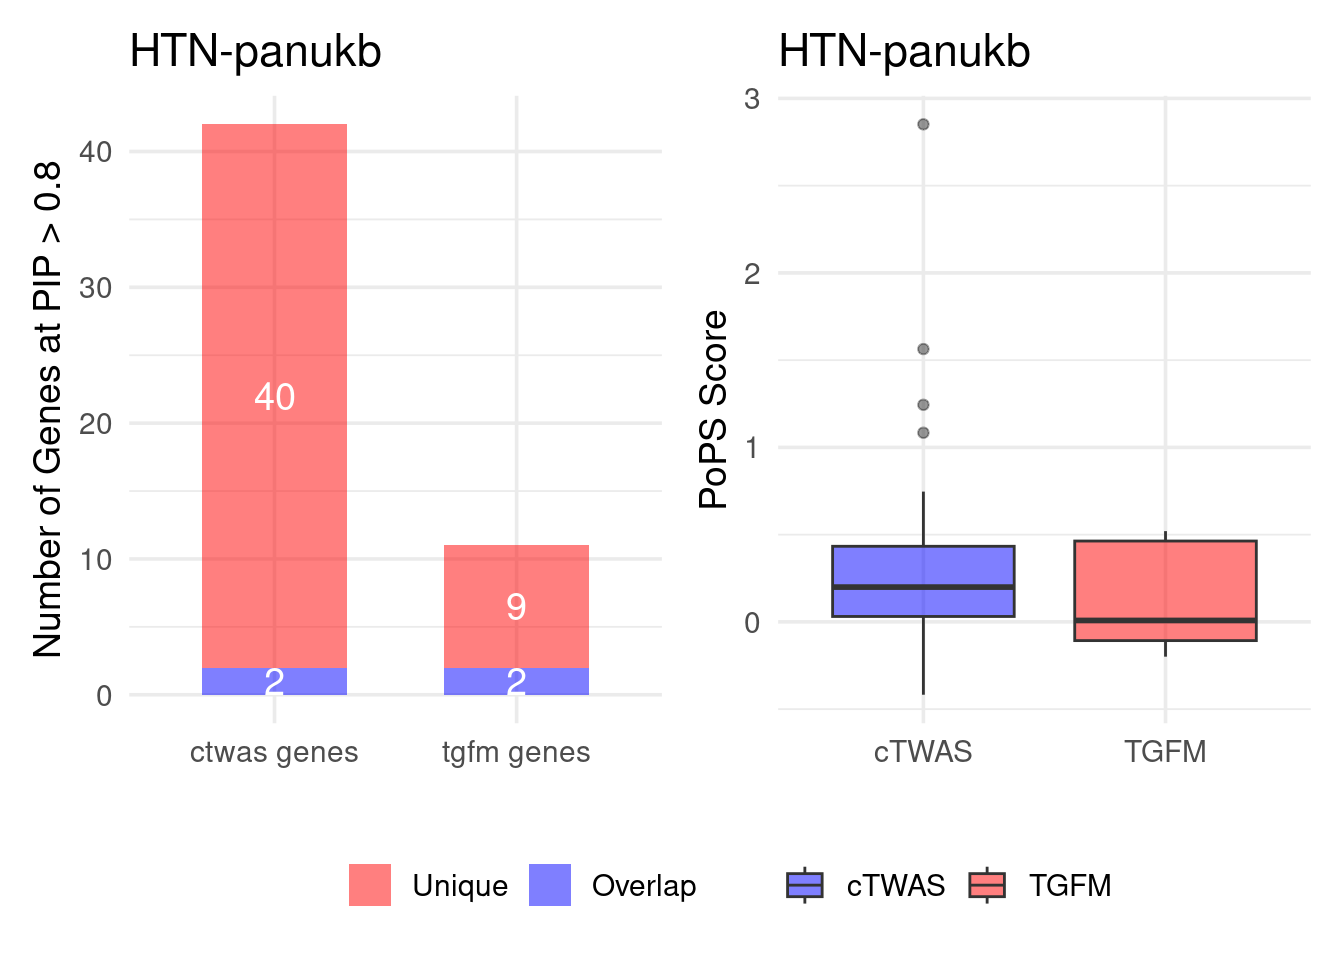 HTN-panukb
Number of Genes at PIP > 0.8
40
30
20
10
0
40
2
9
2
ctwas genes
tgfm genes
HTN-panukb
PoPS Score
3
2
1
0
cTWAS
TGFM
Unique
Overlap
cTWAS
TGFM